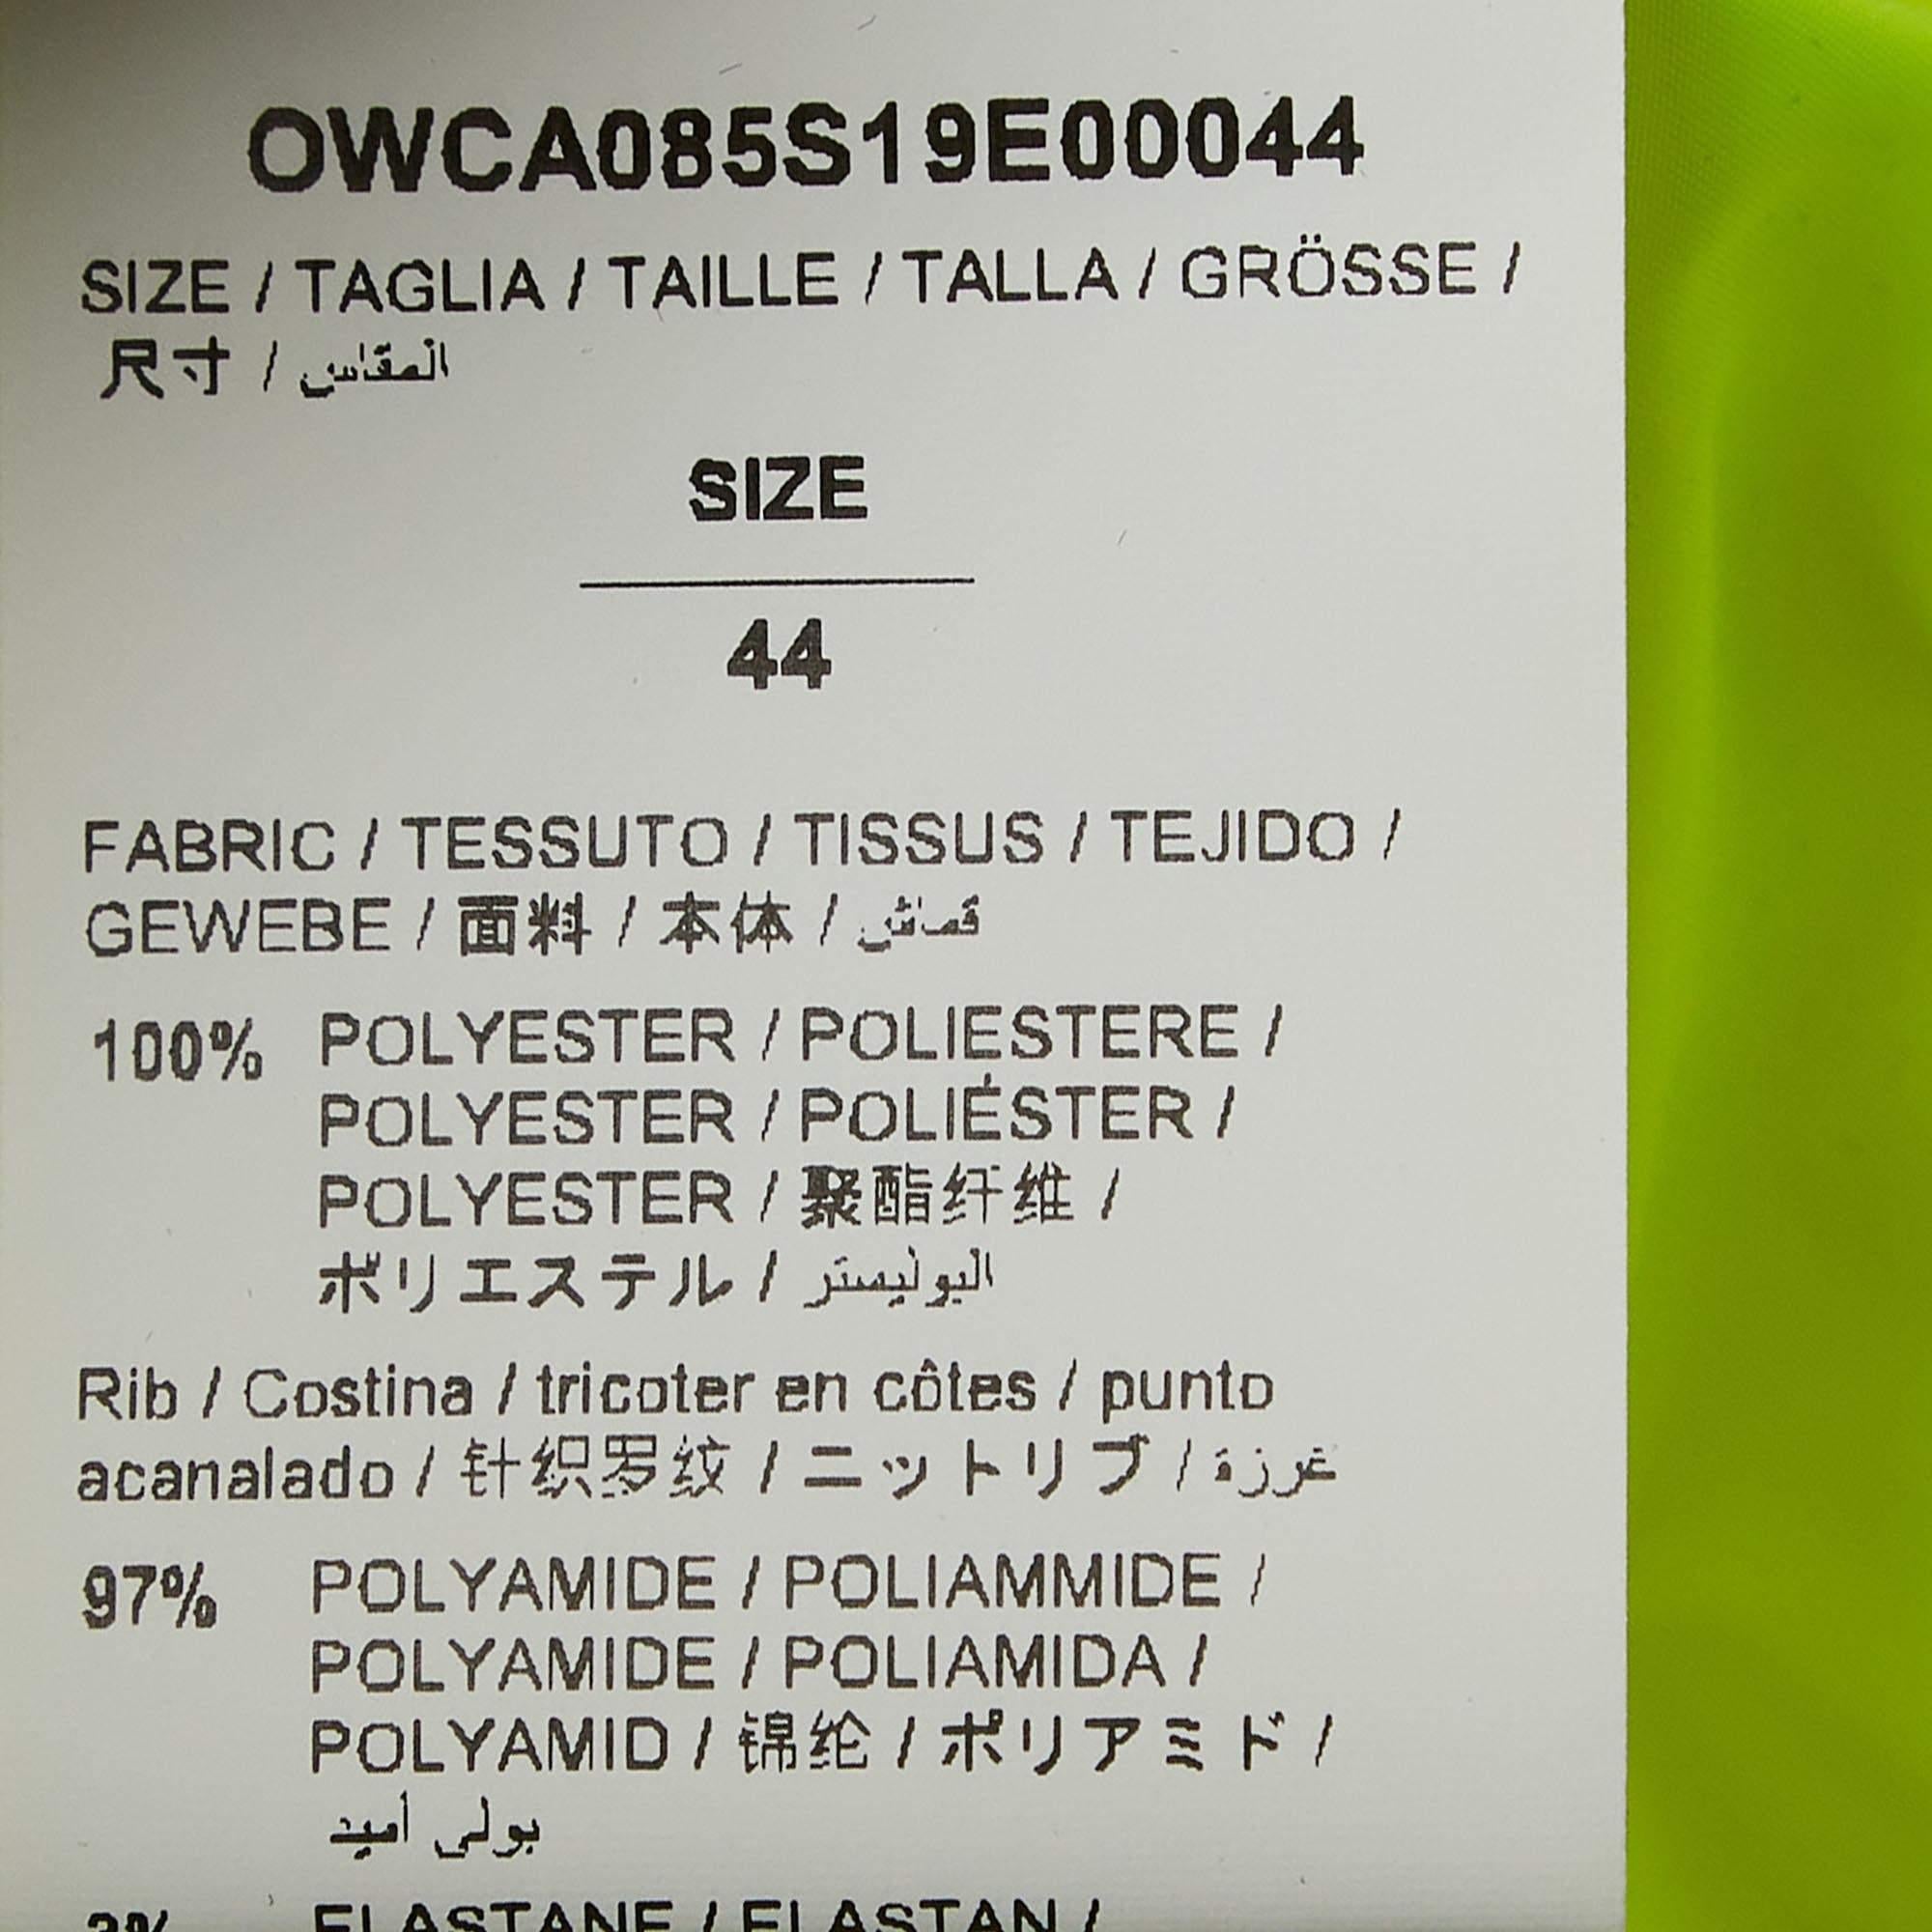 OWCA085S19E00044
SIZE / TAGLIA / TAILLE / TALLA / GRÖSSE /
尺寸 / المقاس
SIZE
44
FABRIC / TESSUTO / TISSUS / TEJIDO /
GEWEBE / 面料 / 本体 / قماش
100% POLYESTER / POLIESTERE /
POLYESTER / POLIÉSTER /
POLYESTER / 聚酯纤维 /
ポリエステル / البوليستر
Rib / Costina / tricoter en côtes / punto
acanalado / 针织罗纹 / ニットリブ / غرزة
97% POLYAMIDE / POLIAMMIDE /
POLYAMIDE / POLIAMIDA /
POLYAMID / 锦纶 / ポリアミド /
بولي أميد
3% ELASTANE / ELASTAN /